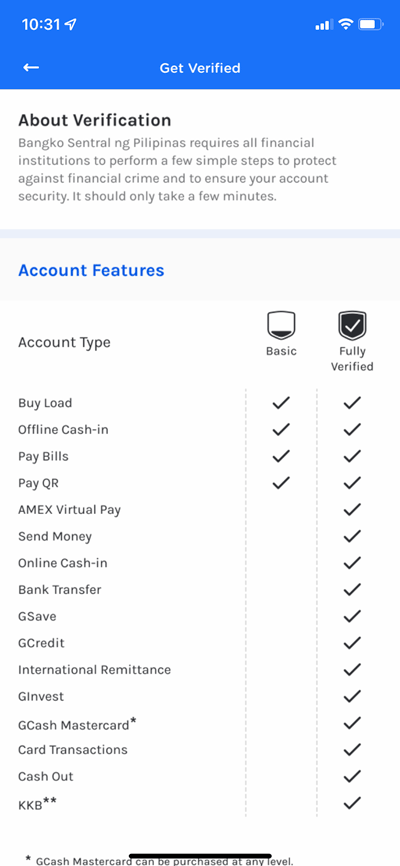 10:31
Get Verified
About Verification
Bangko Sentral ng Pilipinas requires all financial
institutions to perform a few simple steps to protect
against financial crime and to ensure your account
security. It should only take a few minutes.
Account Features
Account Type
Basic
Fully
Verified
Buy Load
Offline Cash-in
Pay Bills
Pay QR
AMEX Virtual Pay
Send Money
Online Cash-in
Bank Transfer
GSave
GCredit
International Remittance
GInvest
GCash Mastercard*
Card Transactions
Cash Out
KKB**
* GCash Mastercard can be purchased at any level.